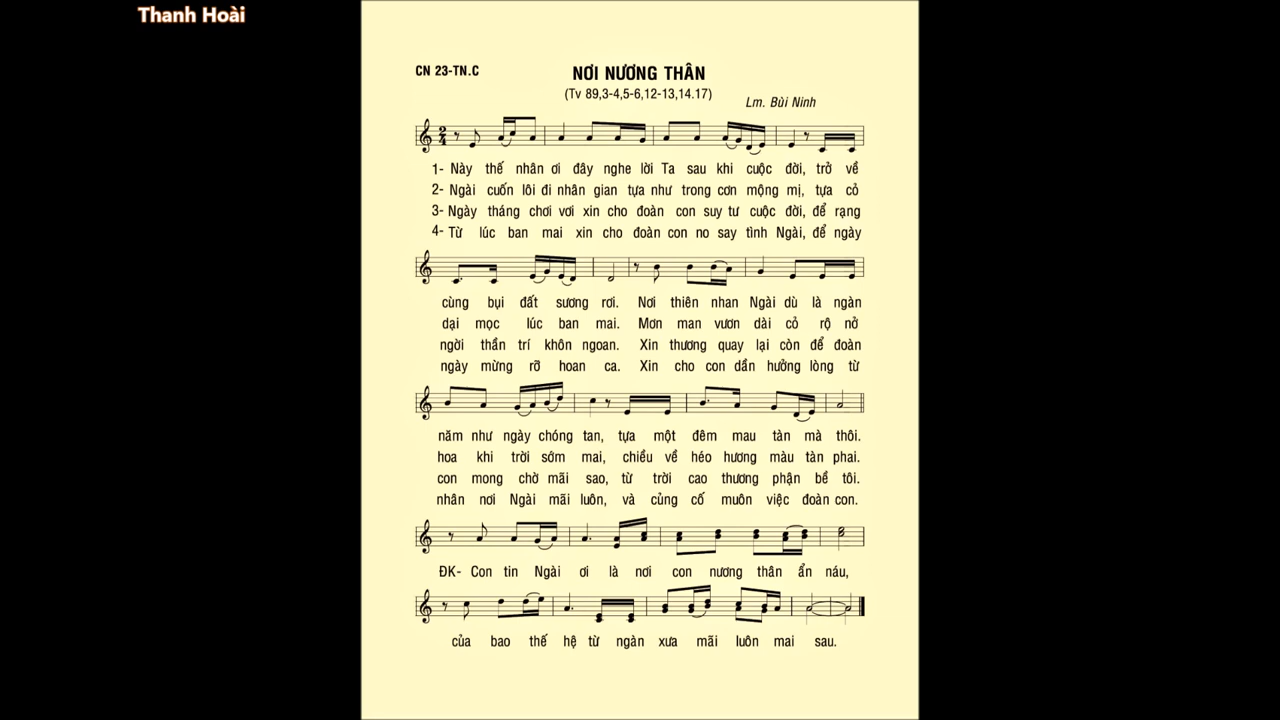 Thanh Hoài
CN 23-TN.C
NƠI NƯƠNG THÂN
(Tv 89,3-4,5-6,12-13,14.17)
Lm. Bùi Ninh
1- Này thế nhân ơi đây nghe lời Ta sau khi cuộc đời, trở về
2- Ngài cuốn lôi đi nhân gian tựa như trong cơn mộng mị, tựa cỏ
3- Ngày tháng chơi vơi xin cho đoàn con suy tư cuộc đời, để rạng
4- Từ lúc ban mai xin cho đoàn con no say tình Ngài, để ngày
cùng bụi đất sương rơi. Nơi thiên nhan Ngài dù là ngàn
dại mọc lúc ban mai. Mơn man vươn dài cỏ rộ nở
ngời thần trí khôn ngoan. Xin thương quay lại còn để đoàn
ngày mừng rỡ hoan ca. Xin cho con dần hưởng lòng từ
năm như ngày chóng tan, tựa một đêm mau tàn mà thôi.
hoa khi trời sớm mai, chiều về héo hương màu tàn phai.
con mong chờ mãi sao, từ trời cao thương phận bề tôi.
nhân nơi Ngài mãi luôn, và củng cố muôn việc đoàn con.
ĐK- Con tin Ngài ơi là nơi con nương thân ẩn náu,
của bao thế hệ từ ngàn xưa mãi luôn mai sau.